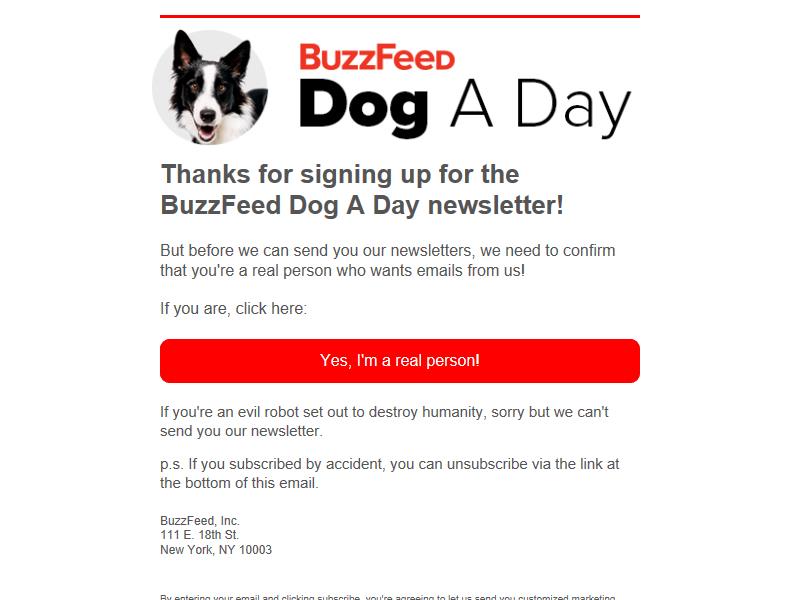 BuzzFeed
Dog A Day
Thanks for signing up for the
BuzzFeed Dog A Day newsletter!
But before we can send you our newsletters, we need to confirm
that you're a real person who wants emails from us!
If you are, click here:
Yes, I'm a real person!
If you're an evil robot set out to destroy humanity, sorry but we can't
send you our newsletter.
p.s. If you subscribed by accident, you can unsubscribe via the link at
the bottom of this email.
BuzzFeed, Inc.
111 E. 18th St.
New York, NY 10003
By entering your email and clicking subscribe, you're agreeing to let us send you customized marketing